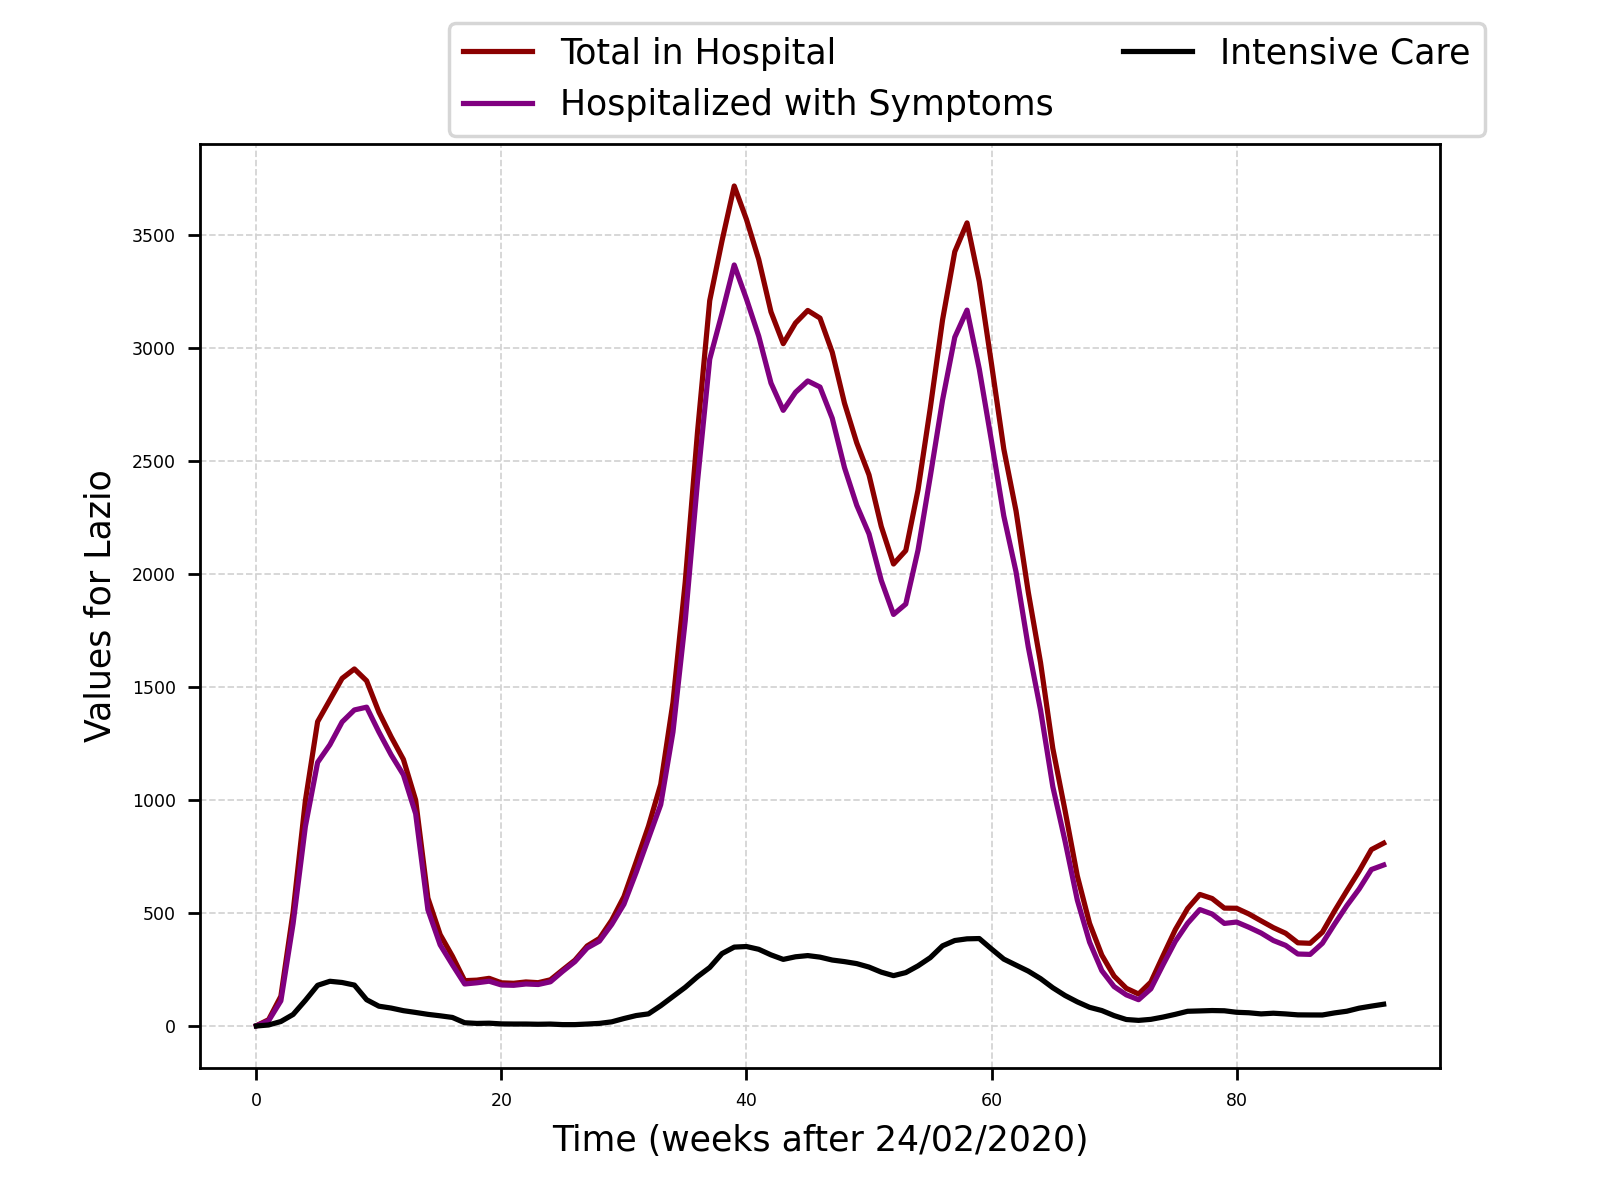 Total in Hospital
Hospitalized with Symptoms
Intensive Care
3500
3000
2500
2000
1500
1000
500
0
Values for Lazio
0 20 40 60 80
Time (weeks after 24/02/2020)